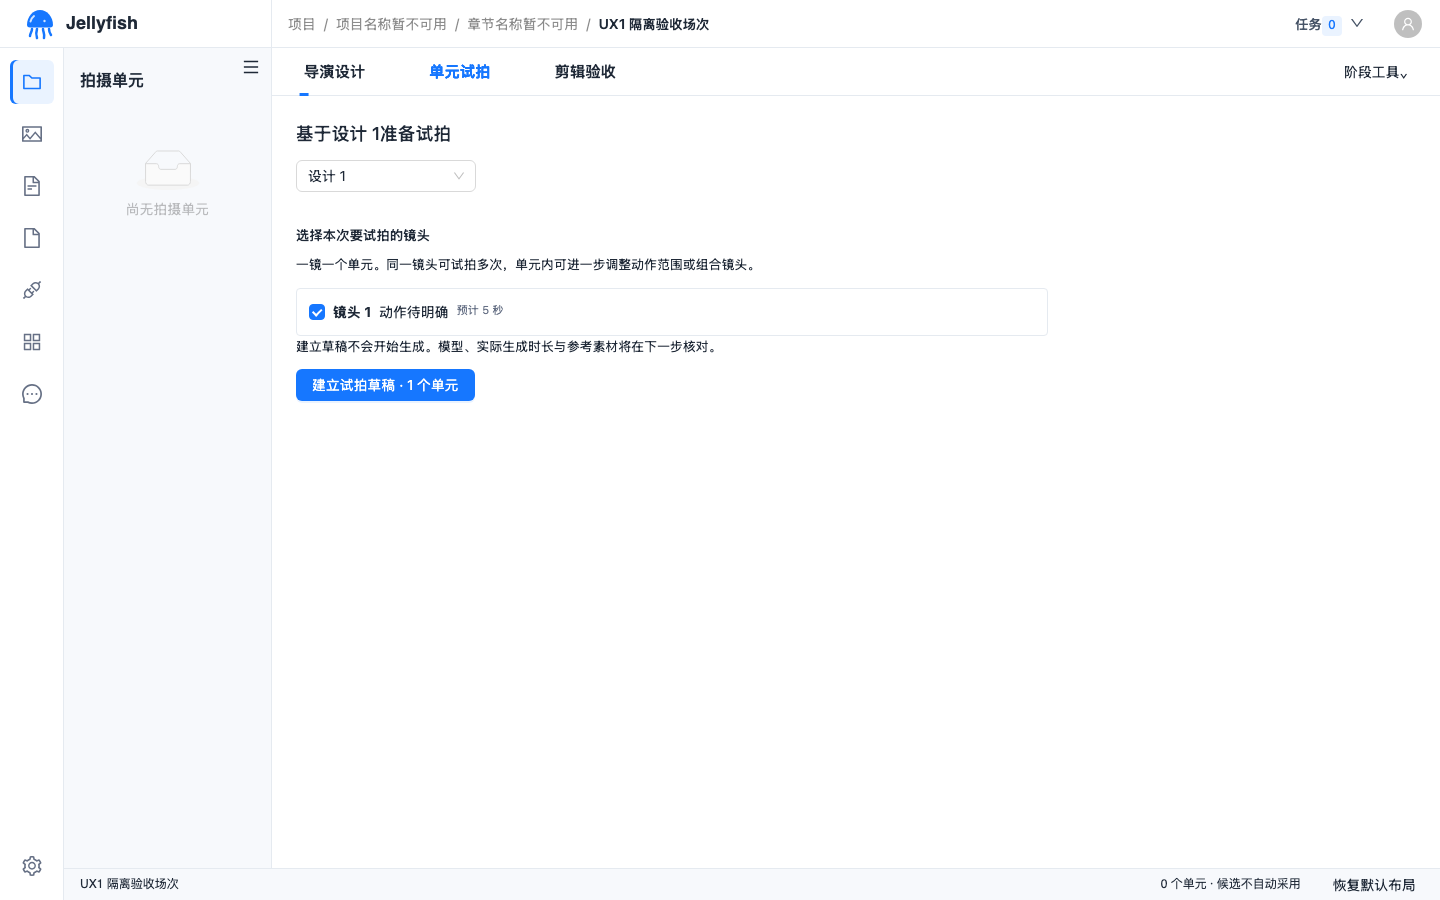 Jellyfish
项目 / 项目名称暂不可用 / 章节名称暂不可用 / UX1 隔离验收场次
任务 0
拍摄单元
尚无拍摄单元
导演设计 单元试拍 剪辑验收
阶段工具
基于设计 1准备试拍
设计 1
选择本次要试拍的镜头
一镜一个单元。同一镜头可试拍多次，单元内可进一步调整动作范围或组合镜头。
镜头 1 动作待明确 预计 5 秒
建立草稿不会开始生成。模型、实际生成时长与参考素材将在下一步核对。
建立试拍草稿 · 1 个单元
UX1 隔离验收场次
0 个单元 · 候选不自动采用
恢复默认布局